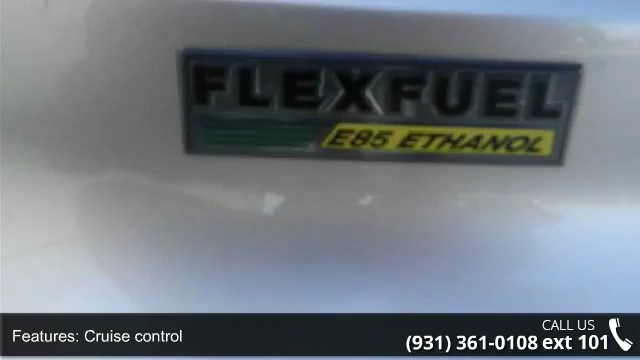 FLEXFUEL
E85 ETHANOL
Features: Cruise control
CALL US
(931) 361-0108 ext 101